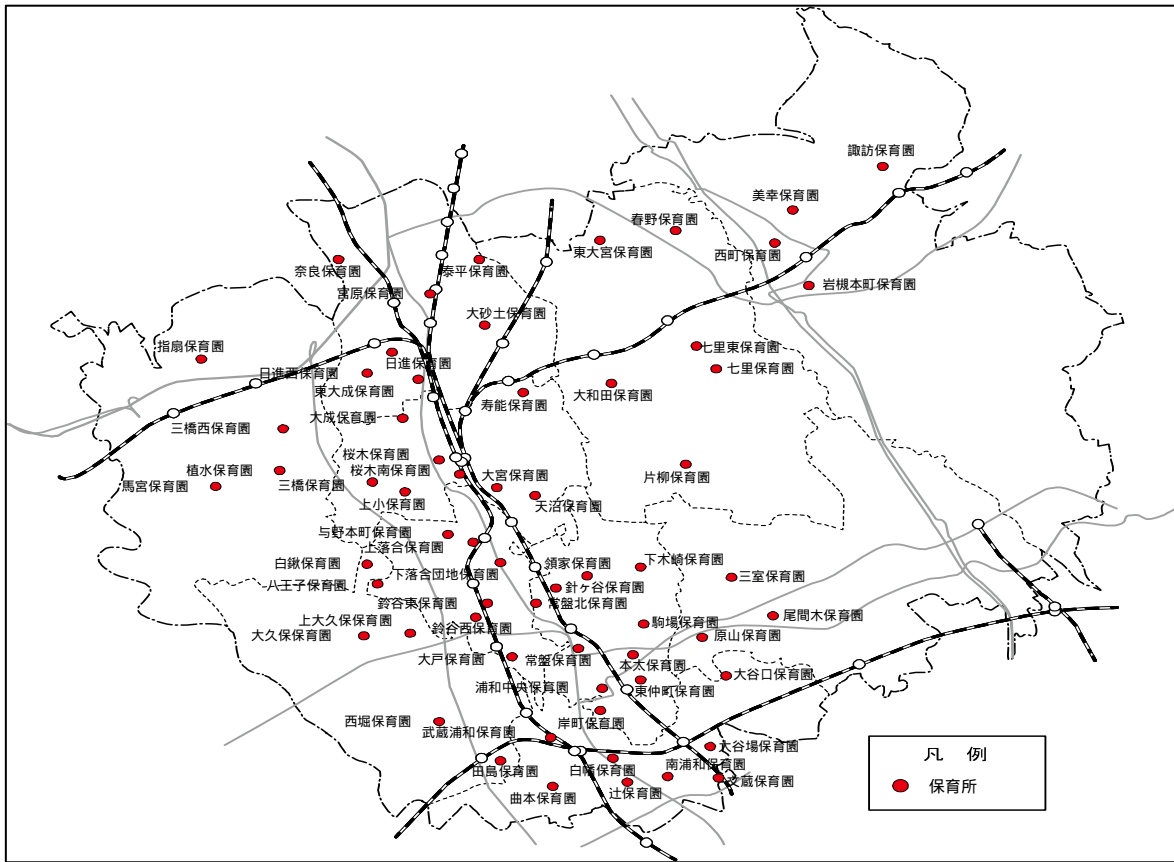 諏訪保育園
美幸保育園
春野保育園
東大宮保育園
西町保育園
奈良保育園
泰平保育園
岩槻本町保育園
宮原保育園
大砂土保育園
指扇保育園
七里東保育園
日進保育園
日進西保育園
七里保育園
東大成保育園
寿能保育園
大和田保育園
大成保育園
三橋西保育園
桜木保育園
植水保育園
桜木南保育園
大宮保育園
片柳保育園
馬宮保育園
三橋保育園
上小保育園
天沼保育園
与野本町保育園
上落合保育園
白鍬保育園
下落合団地保育園
領家保育園
下木崎保育園
八王子保育園
針ヶ谷保育園
三室保育園
鈴谷東保育園
常盤北保育園
上大久保保育園
鈴谷西保育園
駒場保育園
尾間木保育園
大久保保育園
原山保育園
大戸保育園
常盤保育園
本太保育園
大谷口保育園
浦和中央保育園
東仲町保育園
西堀保育園
武蔵浦和保育園
岸町保育園
大谷場保育園
田島保育園
白幡保育園
南浦和保育園
文蔵保育園
曲本保育園
辻保育園
凡 例
保育所